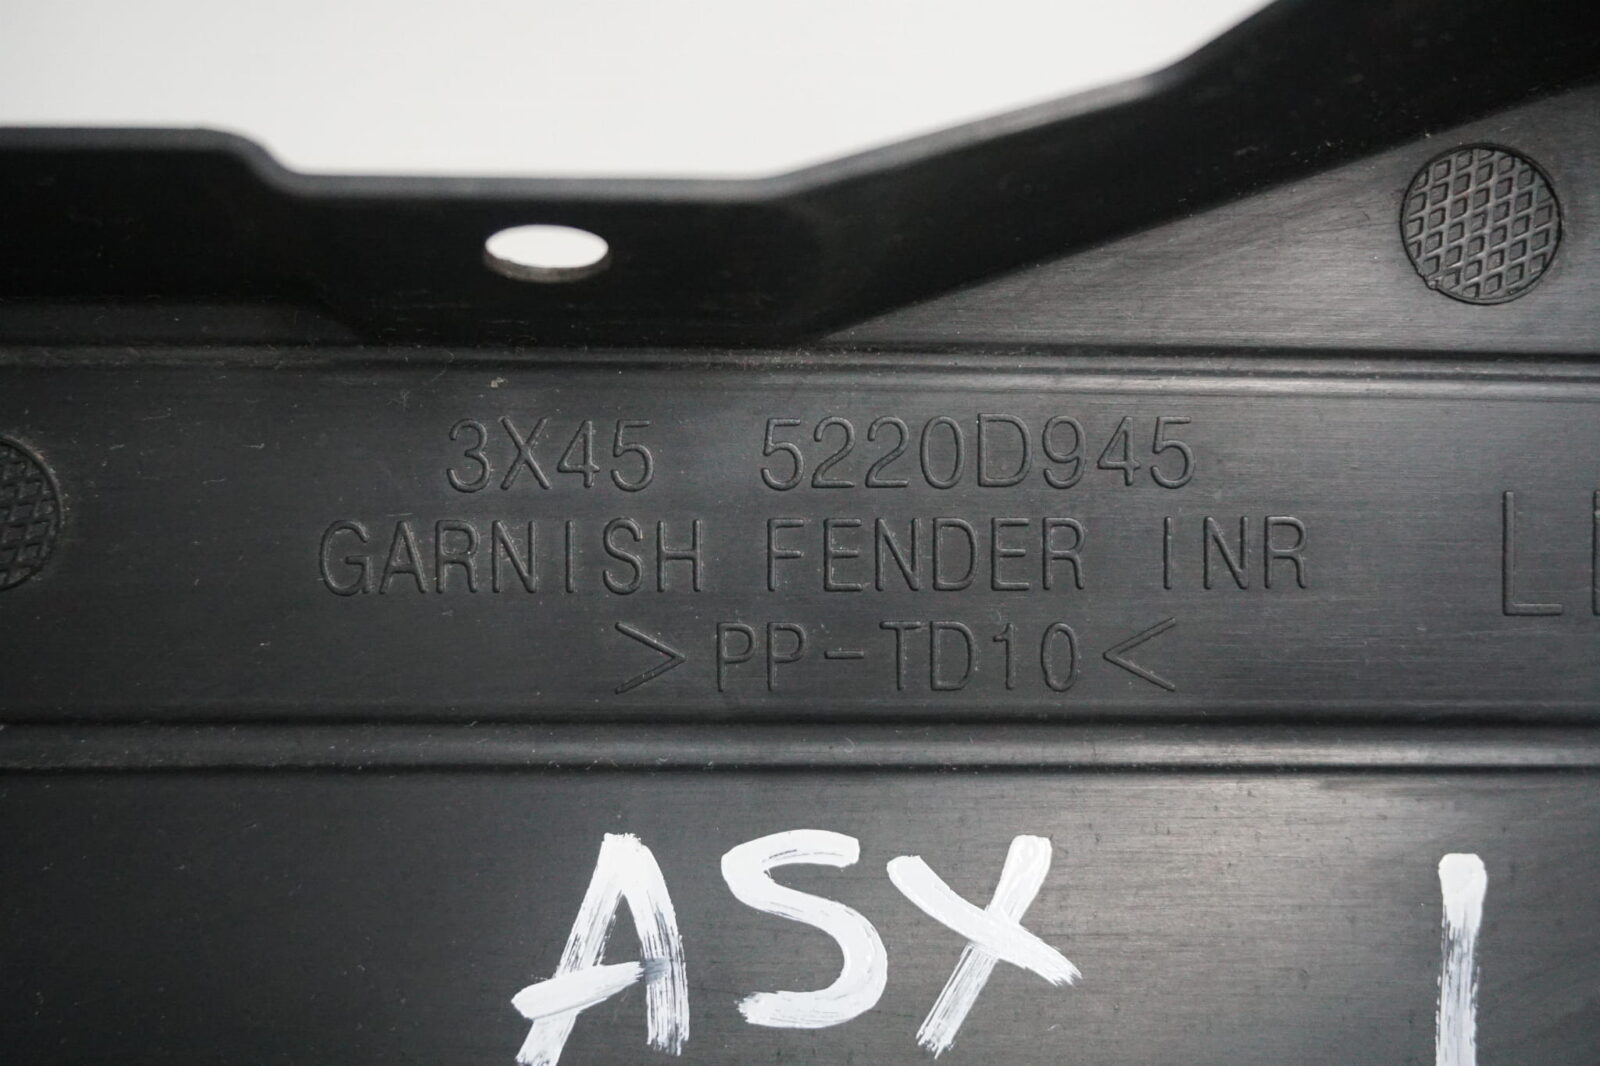 3X45 5220D945
GARNISH FENDER INR
>PP-TD10<
ASX